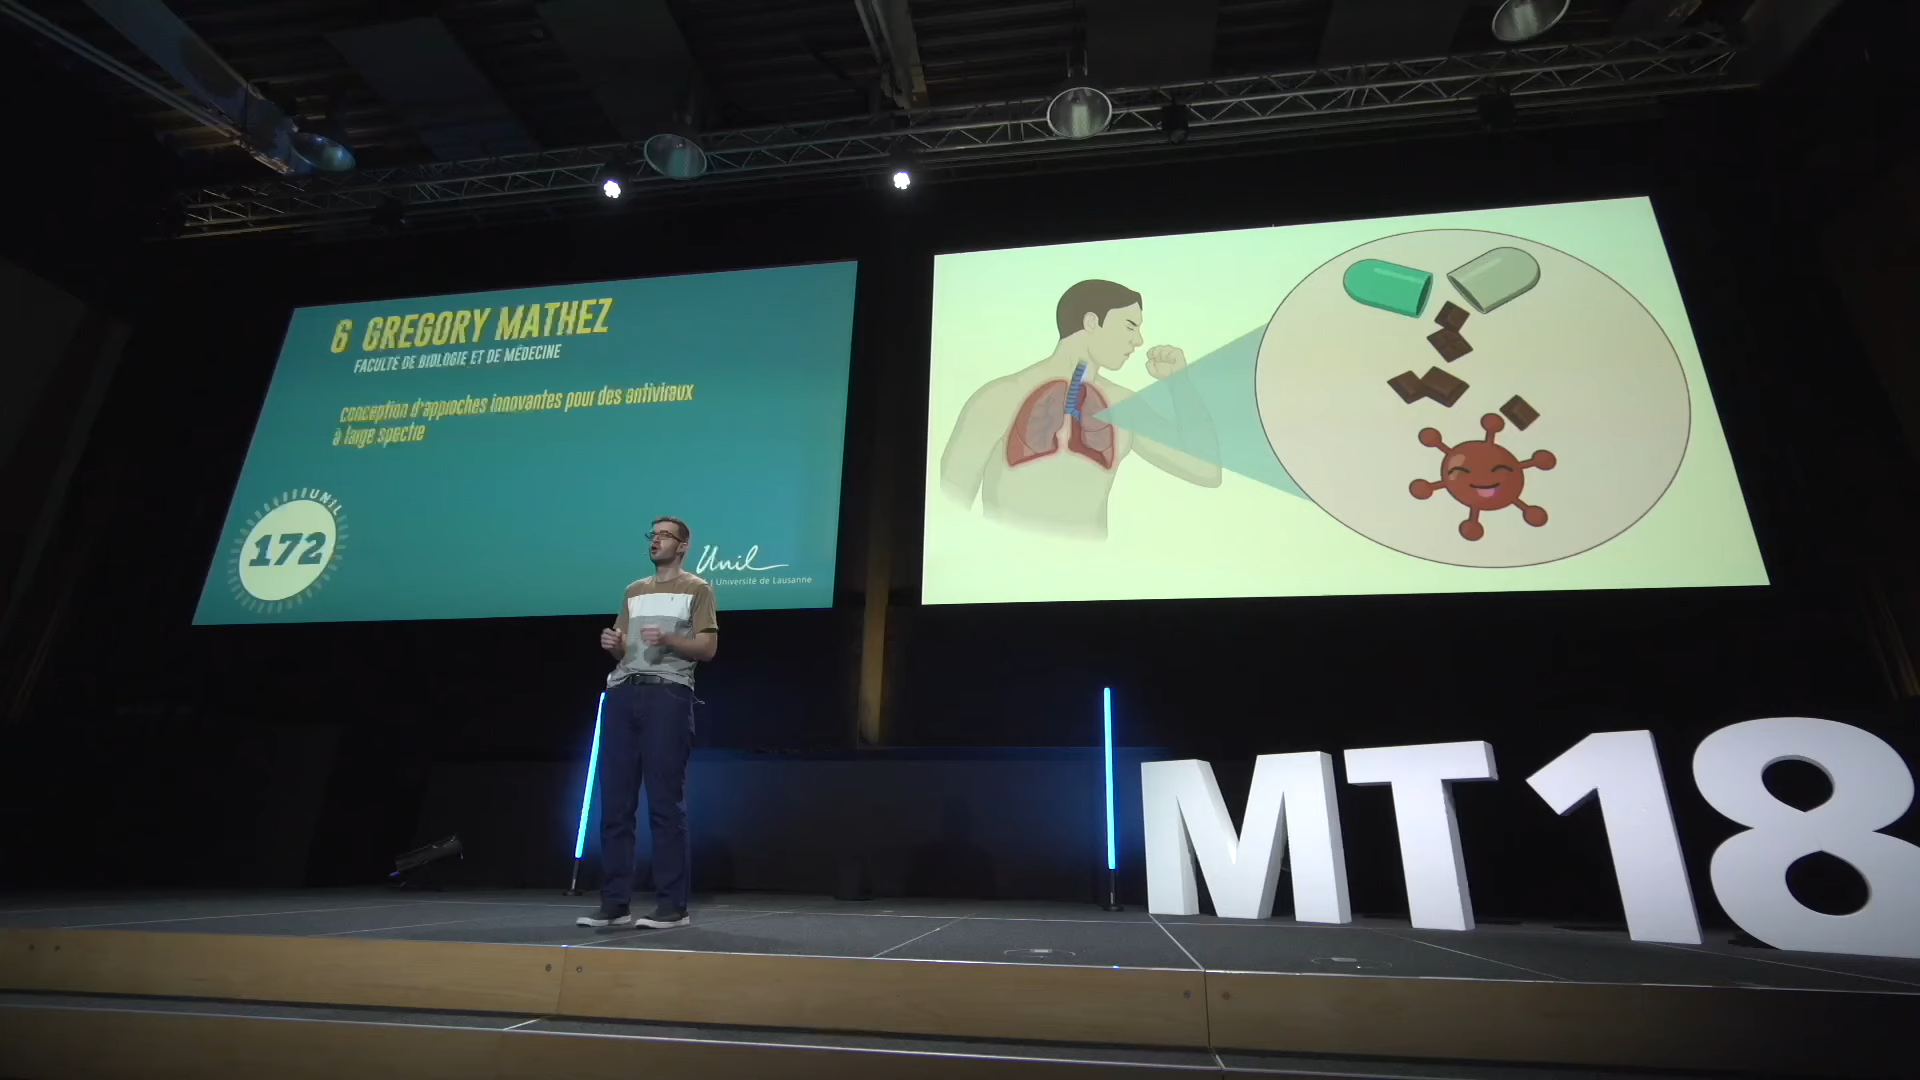 6 GREGORY MATHEZ
FACULTÉ DE BIOLOGIE ET DE MÉDECINE
conception d'approches innovantes pour des antiviraux
à large spectre
UNIL
172
Unil
| Université de Lausanne
MT18